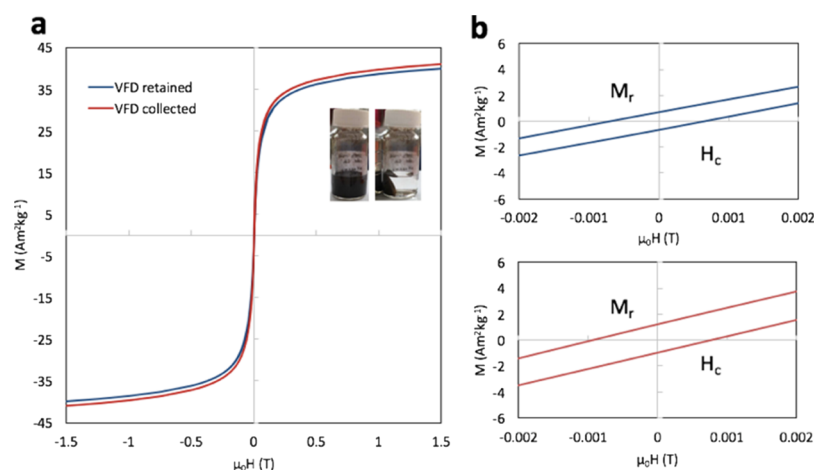 a
45
35
25
15
5
-5
-15
-25
-35
-45
M (Am²kg⁻¹)
VFD retained
VFD collected
-1.5 -1 -0.5 0 0.5 1 1.5
μ₀H (T)
b
6
4
2
0
-2
-4
-6
M (Am²kg⁻¹)
Mᵣ
H꜀
-0.002 -0.001 0 0.001 0.002
μ₀H (T)
6
4
2
0
-2
-4
-6
M (Am²kg⁻¹)
Mᵣ
H꜀
-0.002 -0.001 0 0.001 0.002
μ₀H (T)